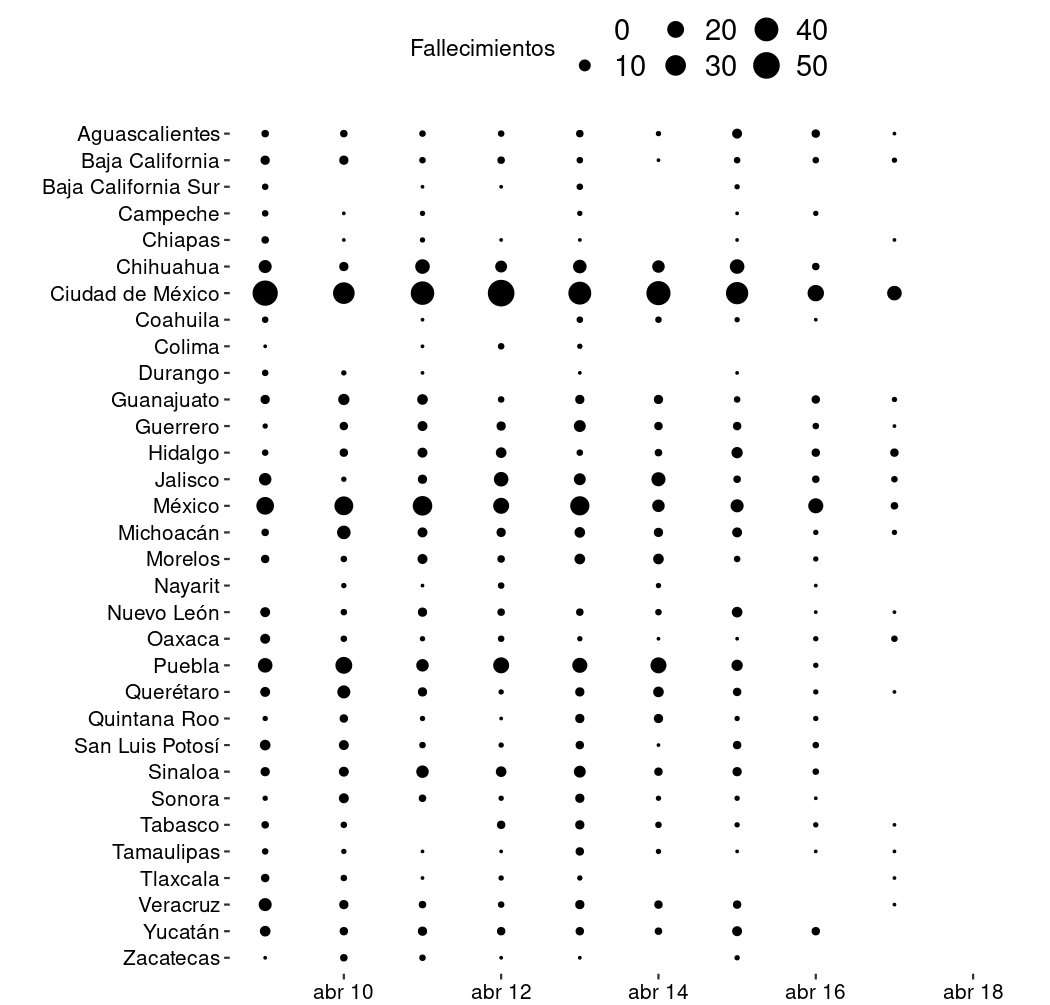 0 20 40
Fallecimientos
10 30 50
Aguascalientes
Baja California
Baja California Sur
Campeche
Chiapas
Chihuahua
Ciudad de México
Coahuila
Colima
Durango
Guanajuato
Guerrero
Hidalgo
Jalisco
México
Michoacán
Morelos
Nayarit
Nuevo León
Oaxaca
Puebla
Querétaro
Quintana Roo
San Luis Potosí
Sinaloa
Sonora
Tabasco
Tamaulipas
Tlaxcala
Veracruz
Yucatán
Zacatecas
abr 10 abr 12 abr 14 abr 16 abr 18